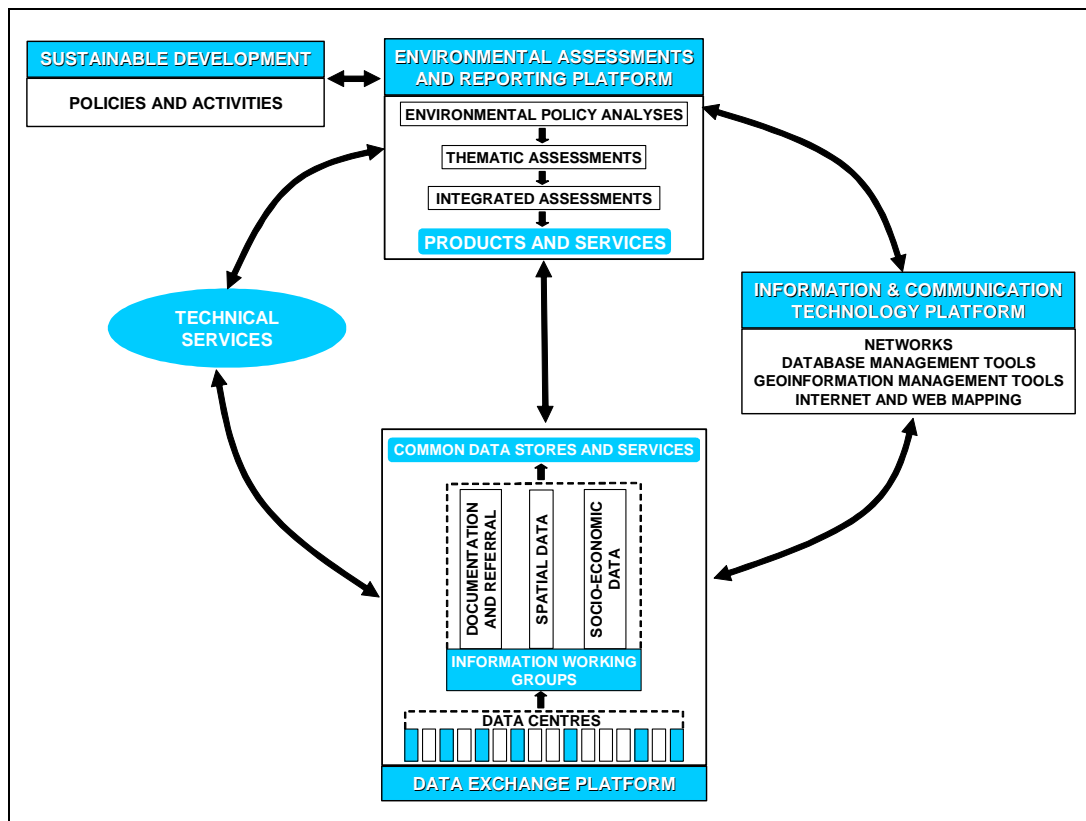 SUSTAINABLE DEVELOPMENT
POLICIES AND ACTIVITIES
ENVIRONMENTAL ASSESSMENTS
AND REPORTING PLATFORM
ENVIRONMENTAL POLICY ANALYSES
THEMATIC ASSESSMENTS
INTEGRATED ASSESSMENTS
PRODUCTS AND SERVICES
TECHNICAL
SERVICES
INFORMATION & COMMUNICATION
TECHNOLOGY PLATFORM
NETWORKS
DATABASE MANAGEMENT TOOLS
GEOINFORMATION MANAGEMENT TOOLS
INTERNET AND WEB MAPPING
COMMON DATA STORES AND SERVICES
DOCUMENTATION
AND REFERRAL
SPATIAL DATA
SOCIO-ECONOMIC
DATA
INFORMATION WORKING
GROUPS
DATA CENTRES
DATA EXCHANGE PLATFORM